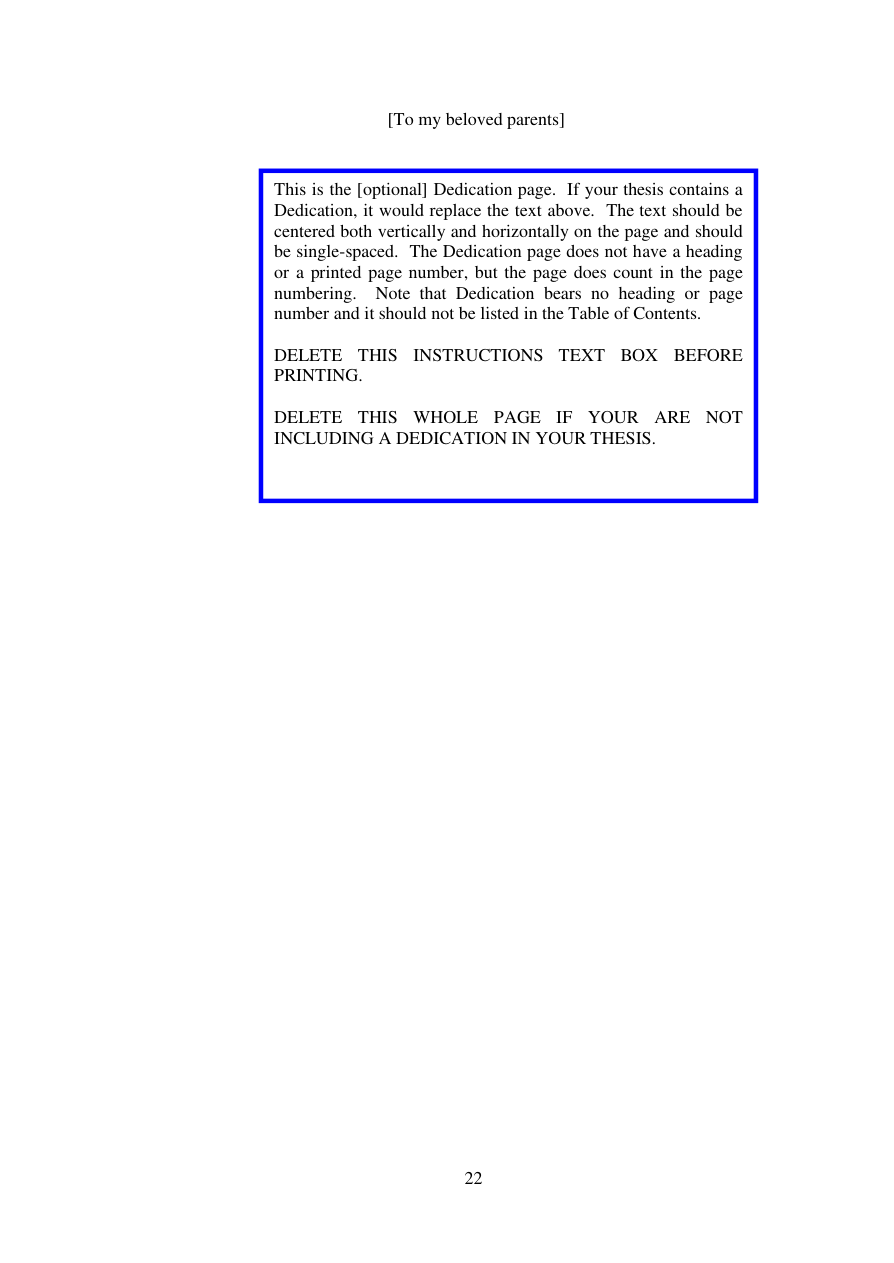 [To my beloved parents]
This is the [optional] Dedication page.  If your thesis contains a
Dedication, it would replace the text above.  The text should be
centered both vertically and horizontally on the page and should
be single-spaced.  The Dedication page does not have a heading
or a printed page number, but the page does count in the page
numbering.  Note that Dedication bears no heading or page
number and it should not be listed in the Table of Contents.
DELETE THIS INSTRUCTIONS TEXT BOX BEFORE
PRINTING.
DELETE THIS WHOLE PAGE IF YOUR ARE NOT
INCLUDING A DEDICATION IN YOUR THESIS.
22